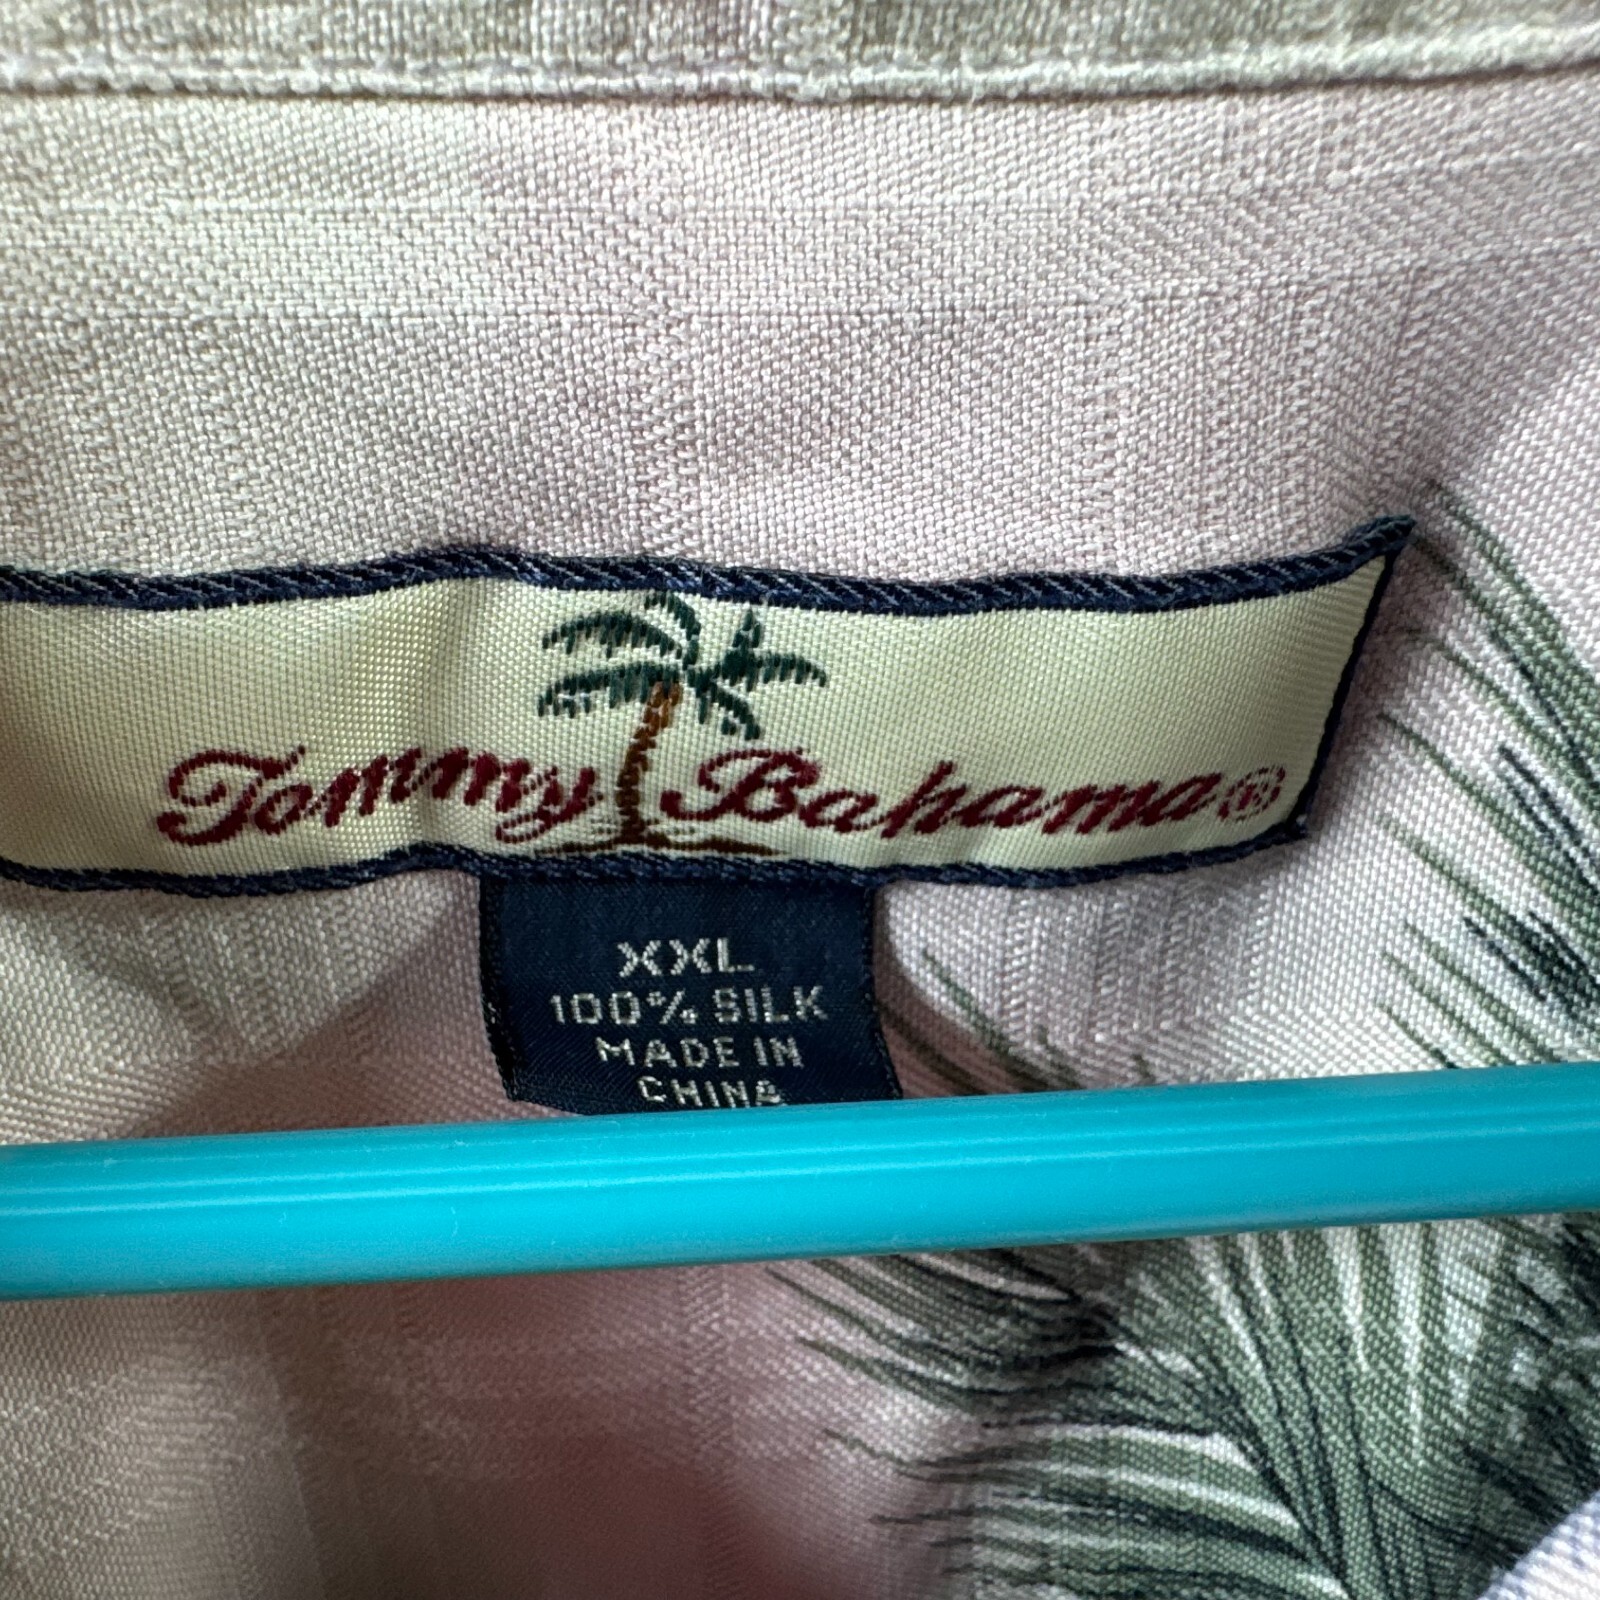 Tommy Bahama®
XXL
100% SILK
MADE IN
CHINA